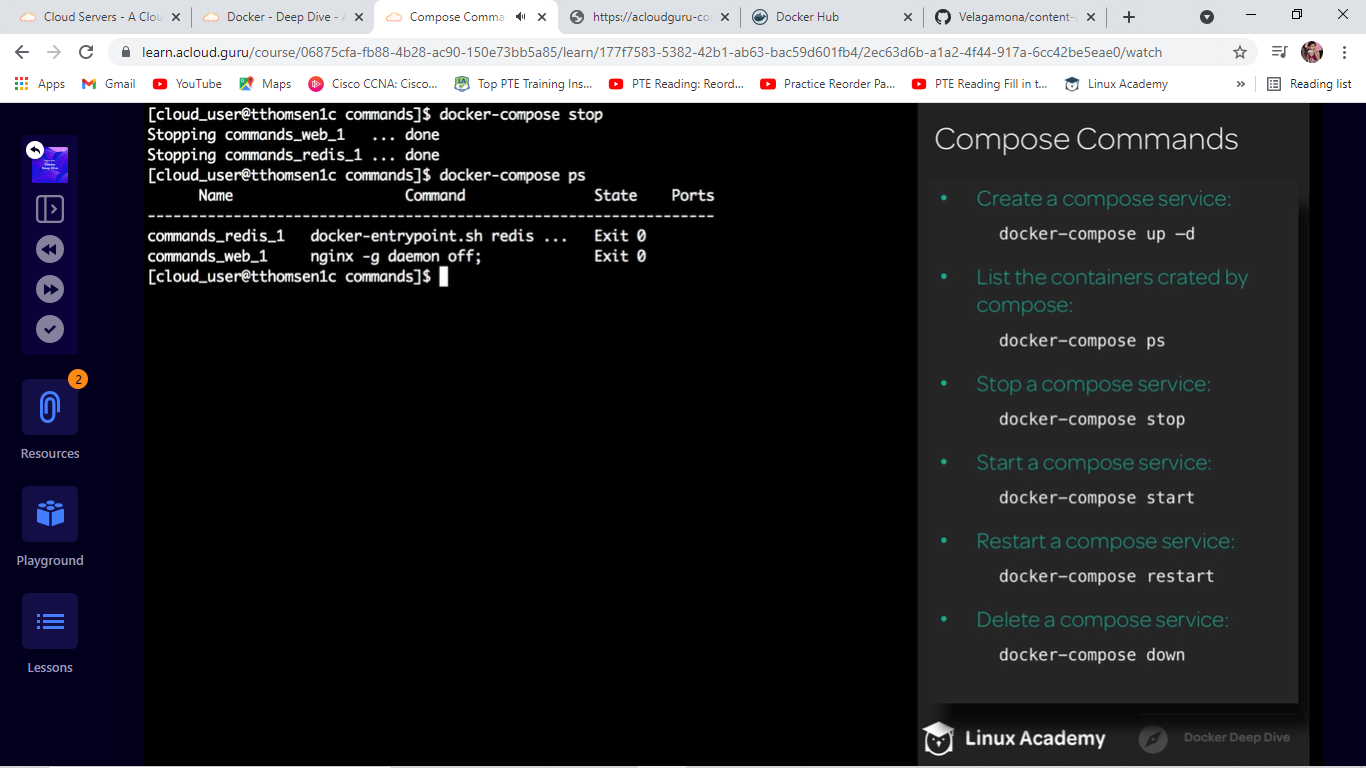 Cloud Servers - A Clou
Docker - Deep Dive - A
Compose Comma
https://acloudguru-co
Docker Hub
Velagamona/content-
learn.acloud.guru/course/06875cfa-fb88-4b28-ac90-150e73bb5a85/learn/177f7583-5382-42b1-ab63-bac59d601fb4/2ec63d6b-a1a2-4f44-917a-6cc42be5eae0/watch
Apps
Gmail
YouTube
Maps
Cisco CCNA: Cisco...
Top PTE Training Ins...
PTE Reading: Reord...
Practice Reorder Pa...
PTE Reading Fill in t...
Linux Academy
»
Reading list
Docker
Deep Dive
2
Resources
Playground
Lessons
[cloud_user@tthomsen1c commands]$ docker-compose stop
Stopping commands_web_1   ... done
Stopping commands_redis_1 ... done
[cloud_user@tthomsen1c commands]$ docker-compose ps
Name Command State Ports
------------------------------------------------------------------
commands_redis_1   docker-entrypoint.sh redis ...   Exit 0
commands_web_1     nginx -g daemon off;             Exit 0
[cloud_user@tthomsen1c commands]$
Compose Commands
• Create a compose service:
docker-compose up –d
• List the containers crated by
compose:
docker-compose ps
• Stop a compose service:
docker-compose stop
• Start a compose service:
docker-compose start
• Restart a compose service:
docker-compose restart
• Delete a compose service:
docker-compose down
Linux Academy
Docker Deep Dive